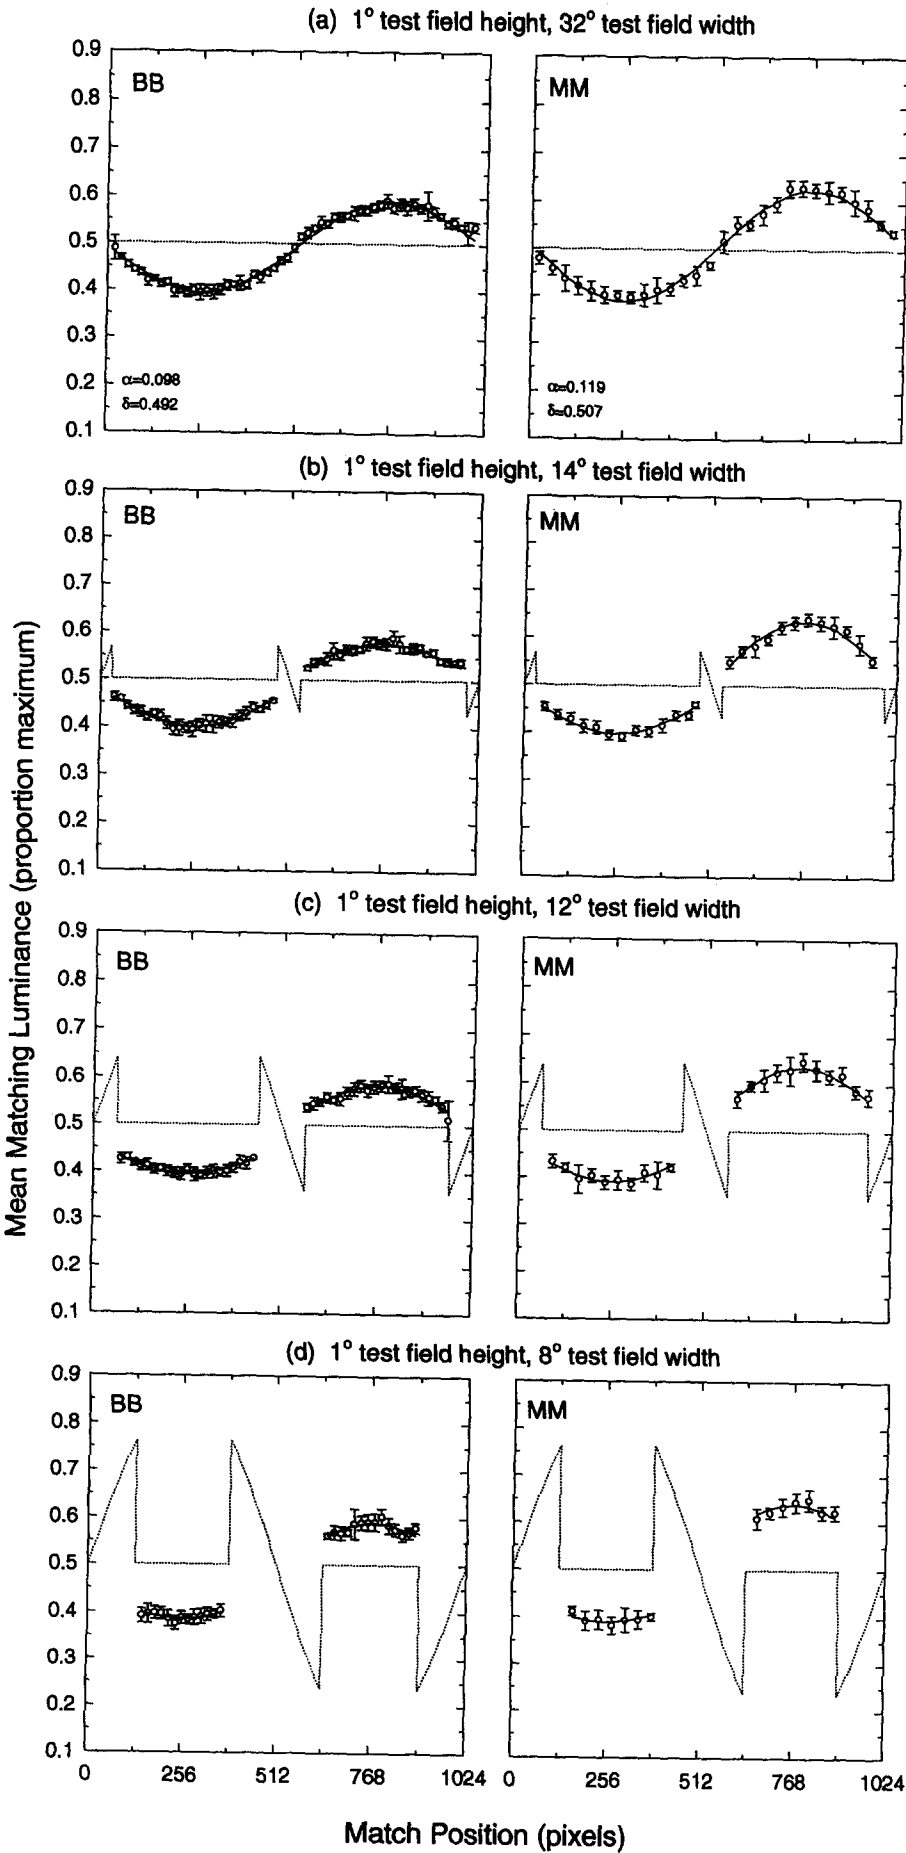 (a) 1° test field height, 32° test field width
0.9
0.8
0.7
0.6
0.5
0.4
0.3
0.2
0.1
BB
α=0.098
δ=0.492
MM
α=0.119
δ=0.507
(b) 1° test field height, 14° test field width
0.9
0.8
0.7
0.6
0.5
0.4
0.3
0.2
0.1
BB
MM
(c) 1° test field height, 12° test field width
0.9
0.8
0.7
0.6
0.5
0.4
0.3
0.2
0.1
BB
MM
(d) 1° test field height, 8° test field width
0.9
0.8
0.7
0.6
0.5
0.4
0.3
0.2
0.1
BB
MM
0 256 512 768 1024
0 256 512 768 1024
Mean Matching Luminance (proportion maximum)
Match Position (pixels)